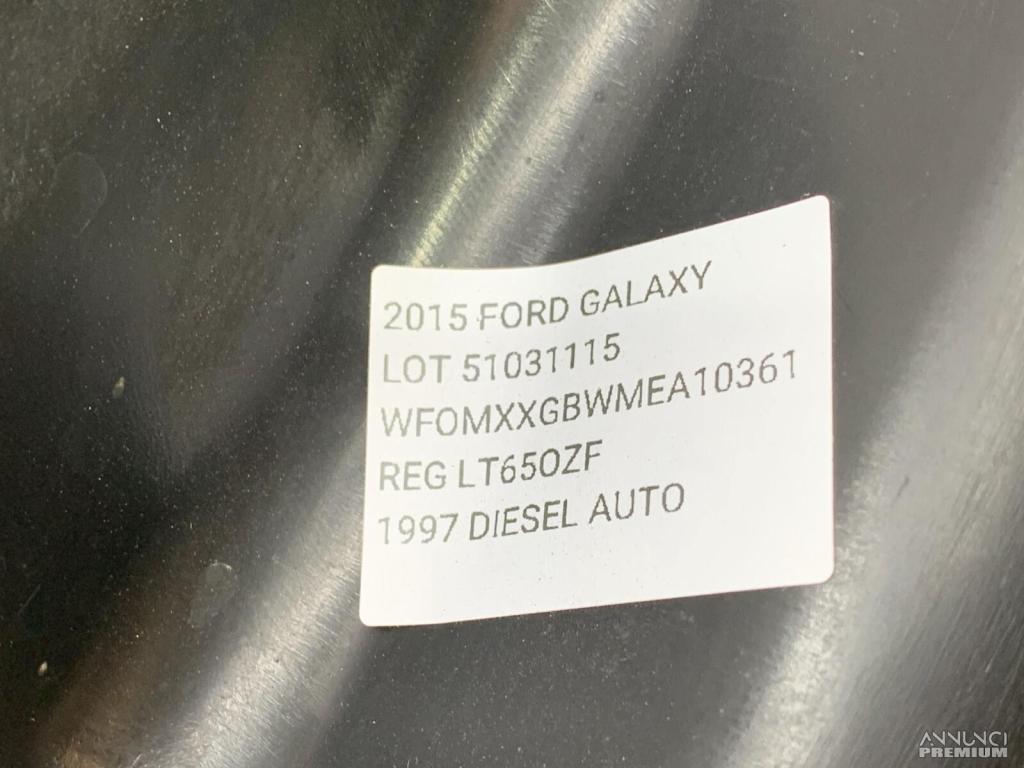 2015 FORD GALAXY
LOT 51031115
WFOMXXGBWMEA10361
REG LT65OZF
1997 DIESEL AUTO
ANNUNCI
PREMIUM